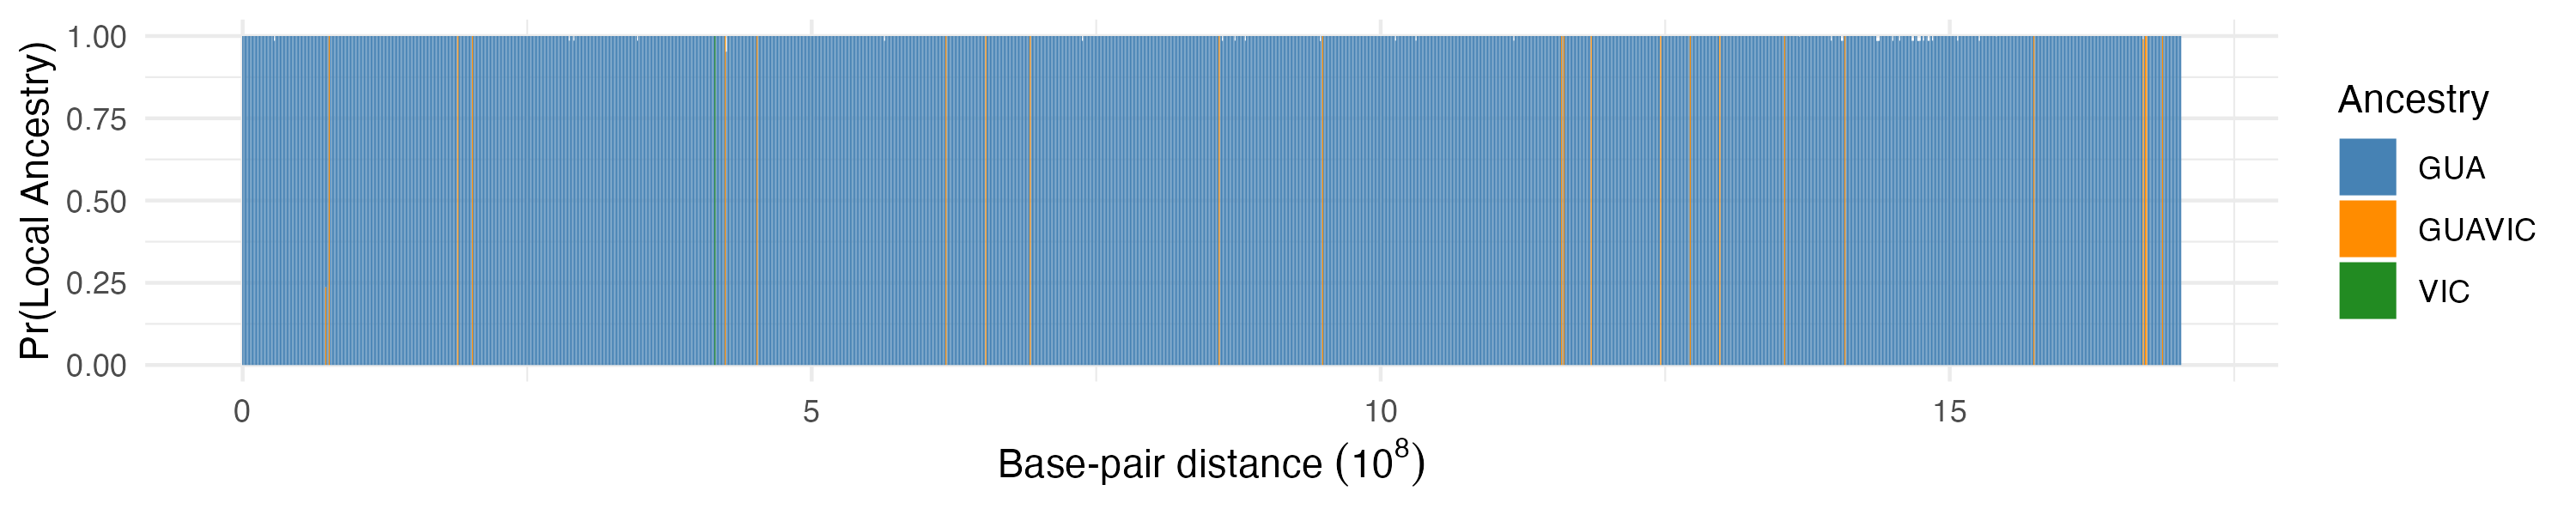 Pr(Local Ancestry)
1.00
0.75
0.50
0.25
0.00
0 5 10 15
Base-pair distance (10⁸)
Ancestry
GUA
GUAVIC
VIC